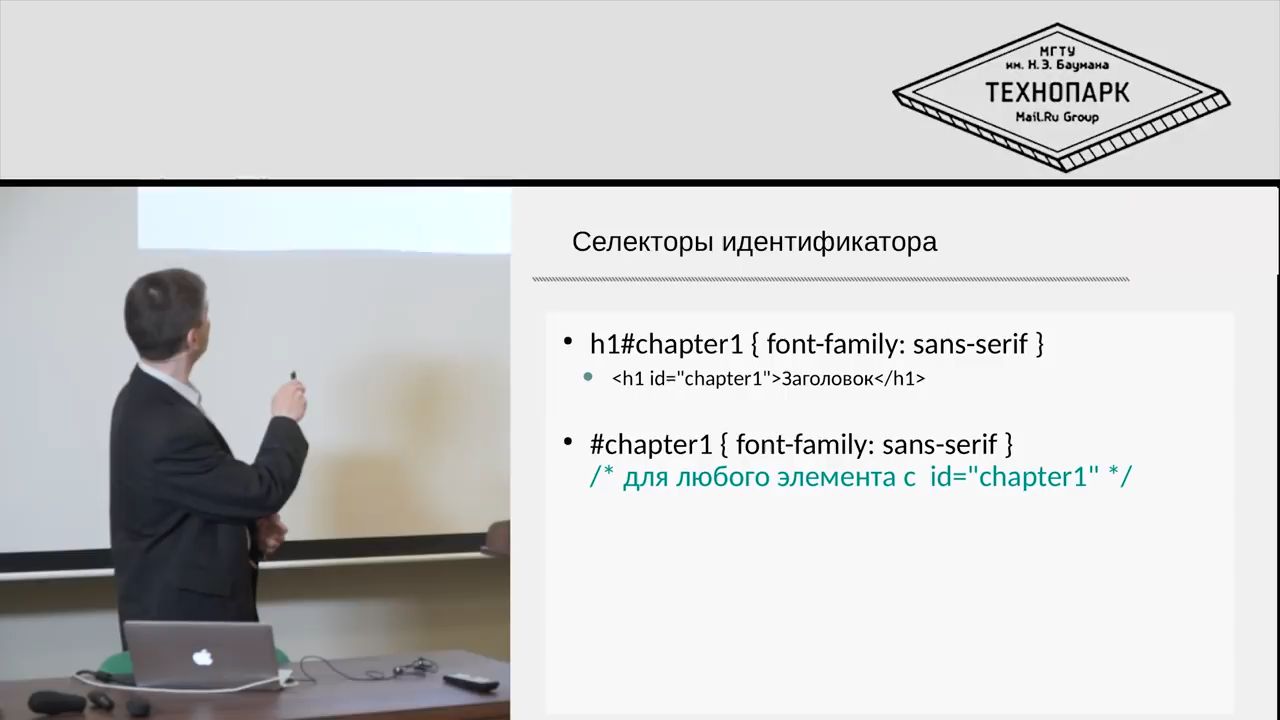 МГТУ
им. Н.Э. Баумана
ТЕХНОПАРК
Mail.Ru Group
Селекторы идентификатора
• h1#chapter1 { font-family: sans-serif }
• <h1 id="chapter1">Заголовок</h1>
• #chapter1 { font-family: sans-serif }
/* для любого элемента с id="chapter1" */